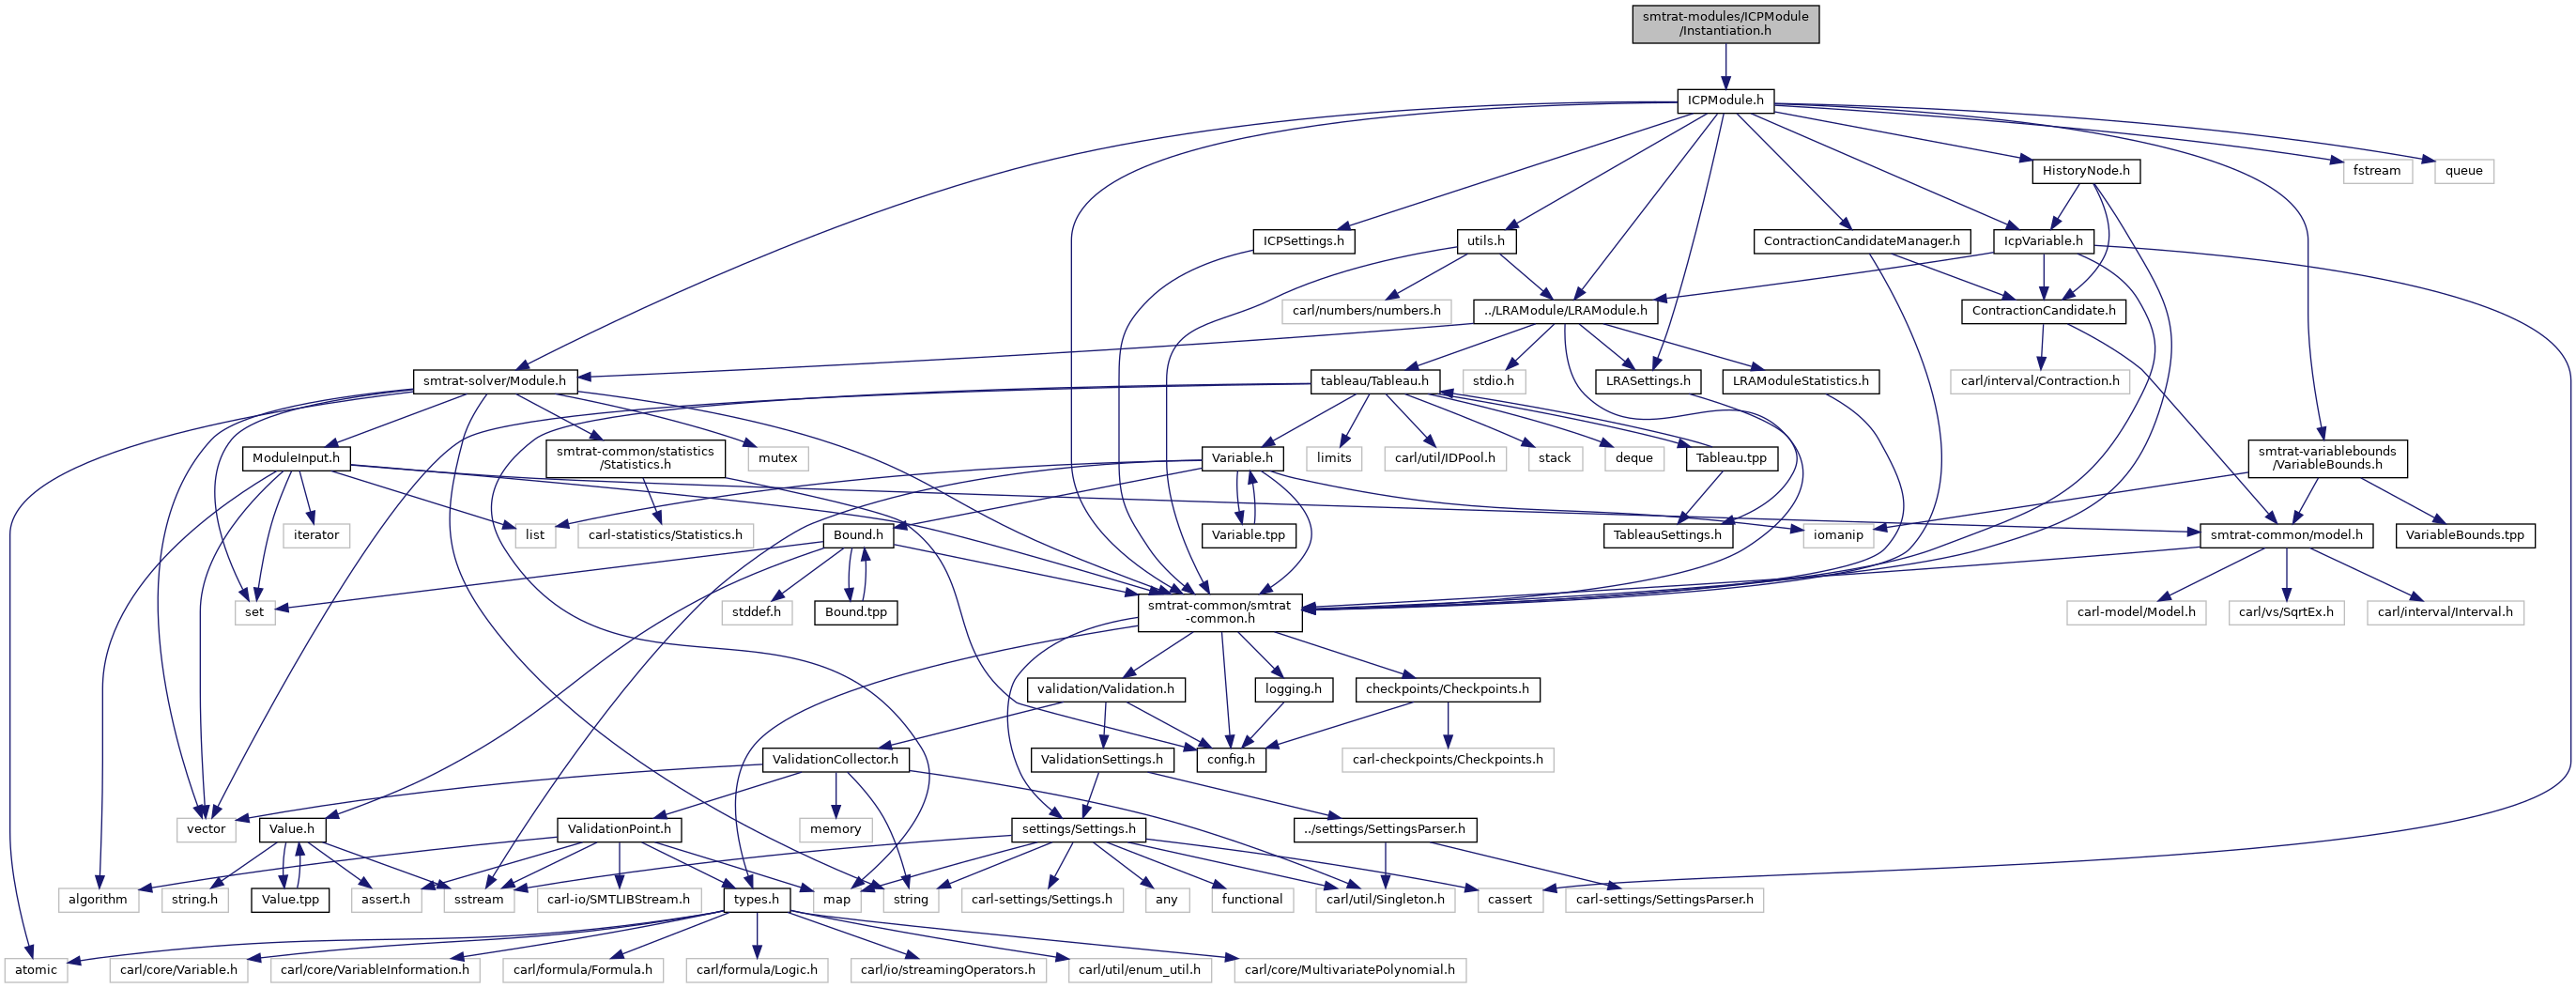 smtrat-modules/ICPModule
/Instantiation.h
ICPModule.h
HistoryNode.h
fstream
queue
ICPSettings.h
utils.h
ContractionCandidateManager.h
IcpVariable.h
carl/numbers/numbers.h
../LRAModule/LRAModule.h
ContractionCandidate.h
smtrat-solver/Module.h
tableau/Tableau.h
stdio.h
LRASettings.h
LRAModuleStatistics.h
carl/interval/Contraction.h
ModuleInput.h
smtrat-common/statistics
/Statistics.h
mutex
Variable.h
limits
carl/util/IDPool.h
stack
deque
Tableau.tpp
smtrat-variablebounds
/VariableBounds.h
iterator
list
carl-statistics/Statistics.h
Bound.h
Variable.tpp
TableauSettings.h
iomanip
smtrat-common/model.h
VariableBounds.tpp
set
stddef.h
Bound.tpp
smtrat-common/smtrat
-common.h
carl-model/Model.h
carl/vs/SqrtEx.h
carl/interval/Interval.h
validation/Validation.h
logging.h
checkpoints/Checkpoints.h
ValidationCollector.h
ValidationSettings.h
config.h
carl-checkpoints/Checkpoints.h
vector
Value.h
ValidationPoint.h
memory
settings/Settings.h
../settings/SettingsParser.h
algorithm
string.h
Value.tpp
assert.h
sstream
carl-io/SMTLIBStream.h
types.h
map
string
carl-settings/Settings.h
any
functional
carl/util/Singleton.h
cassert
carl-settings/SettingsParser.h
atomic
carl/core/Variable.h
carl/core/VariableInformation.h
carl/formula/Formula.h
carl/formula/Logic.h
carl/io/streamingOperators.h
carl/util/enum_util.h
carl/core/MultivariatePolynomial.h